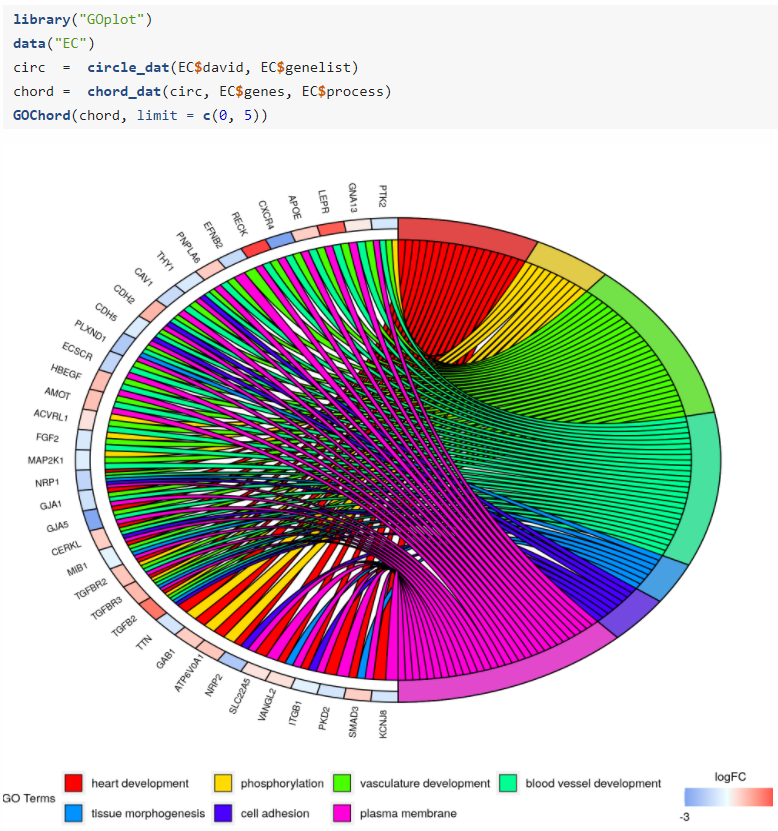 library("GOplot")
data("EC")
circ  =  circle_dat(EC$david, EC$genelist)
chord =  chord_dat(circ, EC$genes, EC$process)
GOChord(chord, limit = c(0, 5))
PTK2
GNA13
LEPR
APOE
CXCR4
RECK
EFNB2
PNPLA6
THY1
CAV1
CDH2
CDH5
PLXND1
ECSCR
HBEGF
AMOT
ACVRL1
FGF2
MAP2K1
NRP1
GJA1
GJA5
CERKL
MIB1
TGFBR2
TGFBR3
TGFB2
TTN
GAB1
ATP6V0A1
NRP2
SLC22A5
VANGL2
ITGB1
PKD2
SMAD3
KCNJ8
GO Terms
heart development
phosphorylation
vasculature development
blood vessel development
tissue morphogenesis
cell adhesion
plasma membrane
logFC
-3